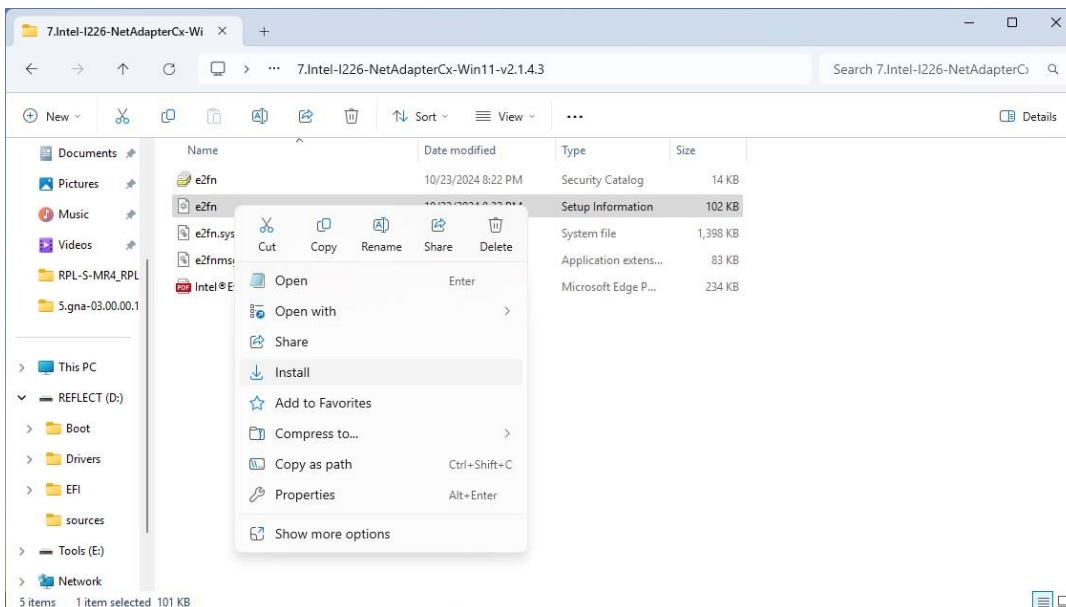 7.Intel-I226-NetAdapterCx-Wi
7.Intel-I226-NetAdapterCx-Win11-v2.1.4.3 Search 7.Intel-I226-NetAdapterCx
New Sort View Details
Documents
Pictures
Music
Videos
RPL-S-MR4_RPL
5.gna-03.00.00.1
This PC
REFLECT (D:)
Boot
Drivers
EFI
sources
Tools (E:)
Network
Name Date modified Type Size
e2fn 10/23/2024 8:22 PM Security Catalog 14 KB
e2fn Setup Information 102 KB
e2fn.sys System file 1,398 KB
e2fnmsg Application extens... 83 KB
Intel®E Microsoft Edge P... 234 KB
Cut Copy Rename Share Delete
Open Enter
Open with
Share
Install
Add to Favorites
Compress to...
Copy as path Ctrl+Shift+C
Properties Alt+Enter
Show more options
5 items 1 item selected 101 KB